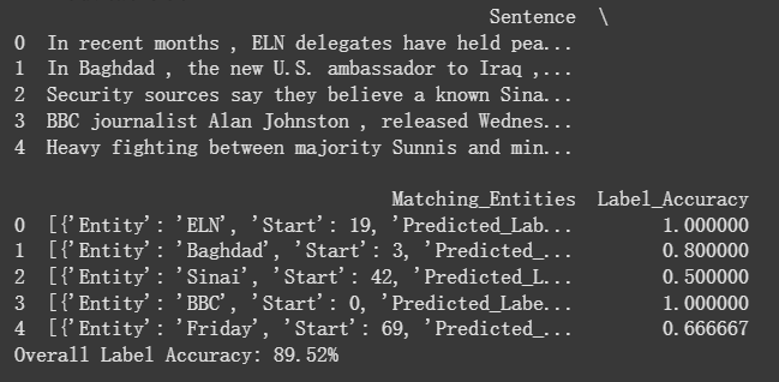 Sentence \
0 In recent months , ELN delegates have held pea...
1 In Baghdad , the new U.S. ambassador to Iraq ,...
2 Security sources say they believe a known Sina...
3 BBC journalist Alan Johnston , released Wednes...
4 Heavy fighting between majority Sunnis and min...
Matching_Entities Label_Accuracy
0 [{'Entity': 'ELN', 'Start': 19, 'Predicted_Lab... 1.000000
1 [{'Entity': 'Baghdad', 'Start': 3, 'Predicted_... 0.800000
2 [{'Entity': 'Sinai', 'Start': 42, 'Predicted_L... 0.500000
3 [{'Entity': 'BBC', 'Start': 0, 'Predicted_Labe... 1.000000
4 [{'Entity': 'Friday', 'Start': 69, 'Predicted_... 0.666667
Overall Label Accuracy: 89.52%